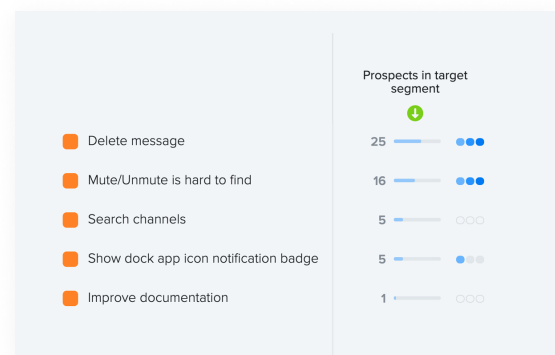 Prospects in target
segment
Delete message 25
Mute/Unmute is hard to find 16
Search channels 5
Show dock app icon notification badge 5
Improve documentation 1